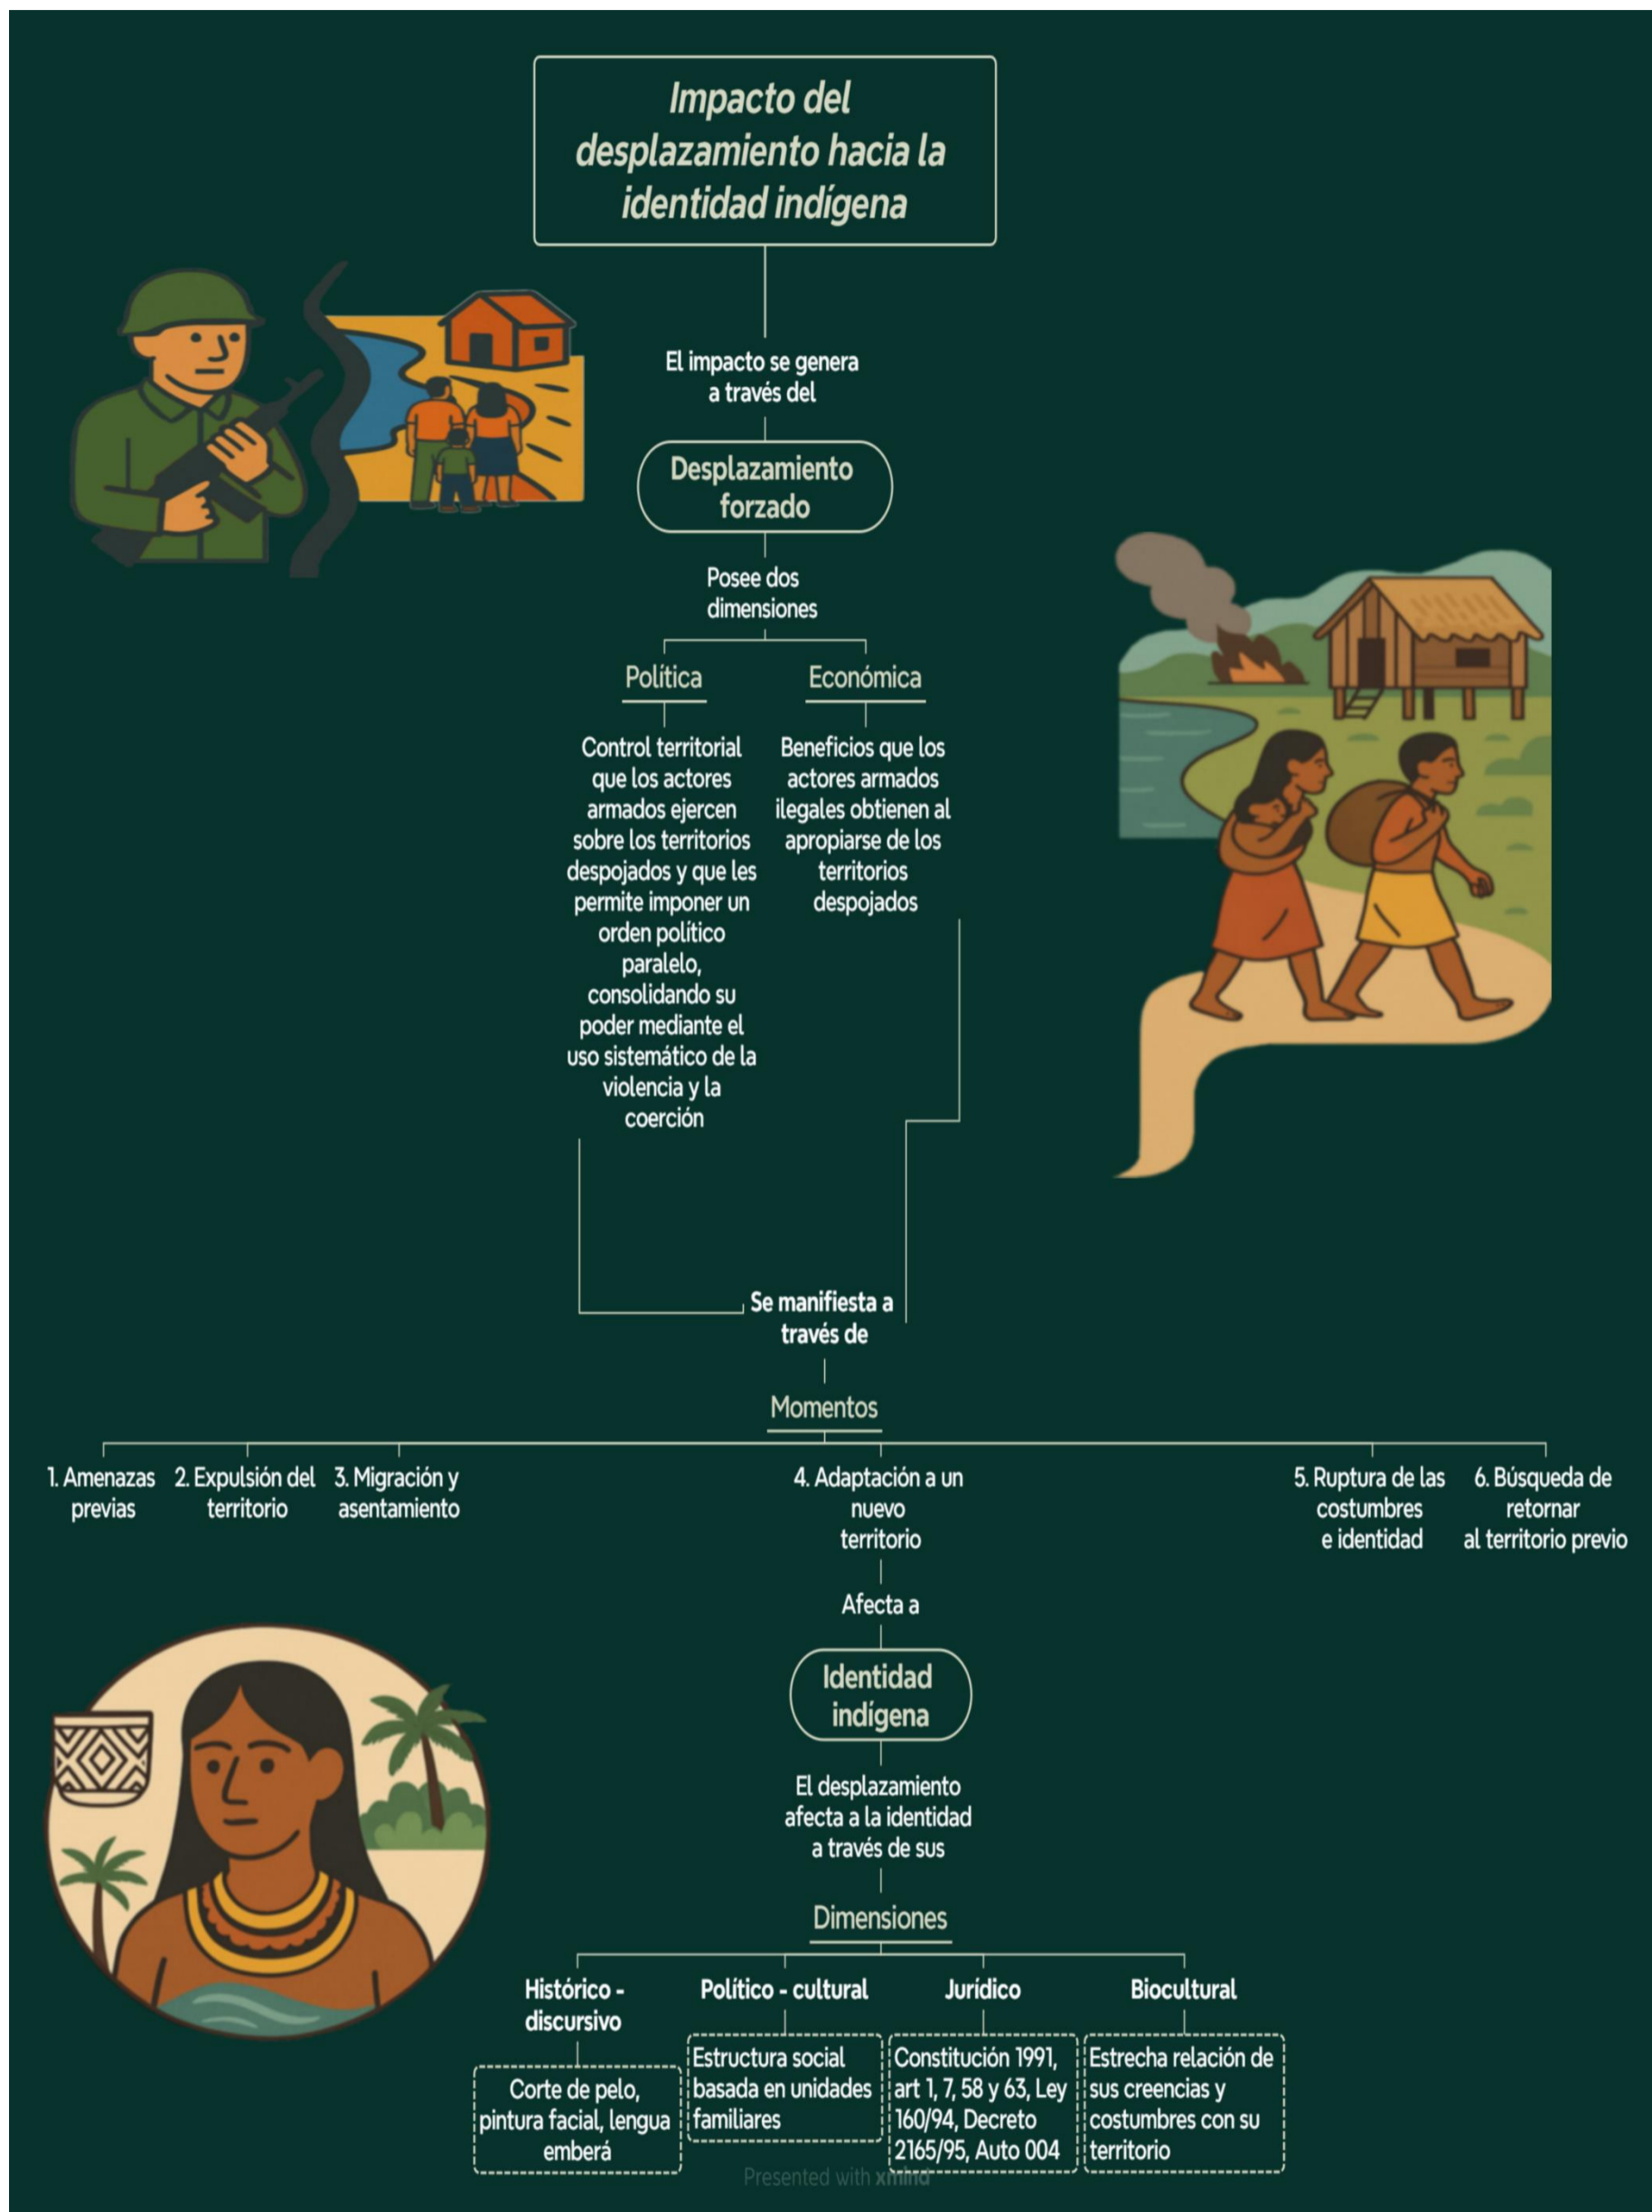 Impacto del
desplazamiento hacia la
identidad indígena
El impacto se genera
a través del
Desplazamiento
forzado
Posee dos
dimensiones
Política
Control territorial
que los actores
armados ejercen
sobre los territorios
despojados y que les
permite imponer un
orden político
paralelo,
consolidando su
poder mediante el
uso sistemático de la
violencia y la
coerción
Económica
Beneficios que los
actores armados
ilegales obtienen al
apropiarse de los
territorios
despojados
Se manifiesta a
través de
Momentos
1. Amenazas
previas
2. Expulsión del
territorio
3. Migración y
asentamiento
4. Adaptación a un
nuevo
territorio
5. Ruptura de las
costumbres
e identidad
6. Búsqueda de
retornar
al territorio previo
Afecta a
Identidad
indígena
El desplazamiento
afecta a la identidad
a través de sus
Dimensiones
Histórico -
discursivo
Corte de pelo,
pintura facial, lengua
emberá
Político - cultural
Estructura social
basada en unidades
familiares
Jurídico
Constitución 1991,
art 1, 7, 58 y 63, Ley
160/94, Decreto
2165/95, Auto 004
Biocultural
Estrecha relación de
sus creencias y
costumbres con su
territorio
Presented with xmind